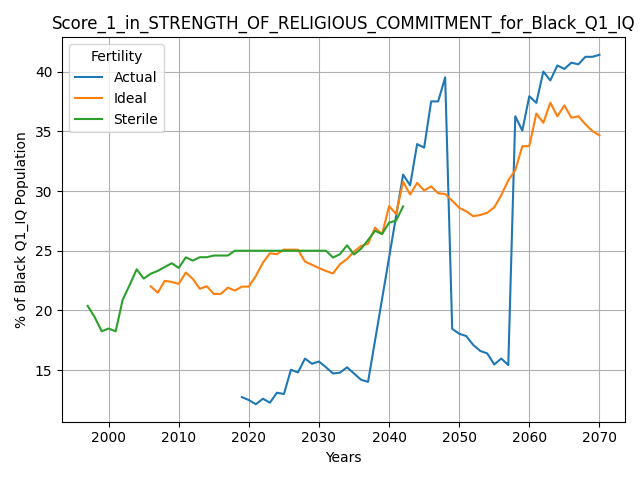 Score_1_in_STRENGTH_OF_RELIGIOUS_COMMITMENT_for_Black_Q1_IQ
Fertility
Actual
Ideal
Sterile
% of Black Q1_IQ Population
40
35
30
25
20
15
2000 2010 2020 2030 2040 2050 2060 2070
Years